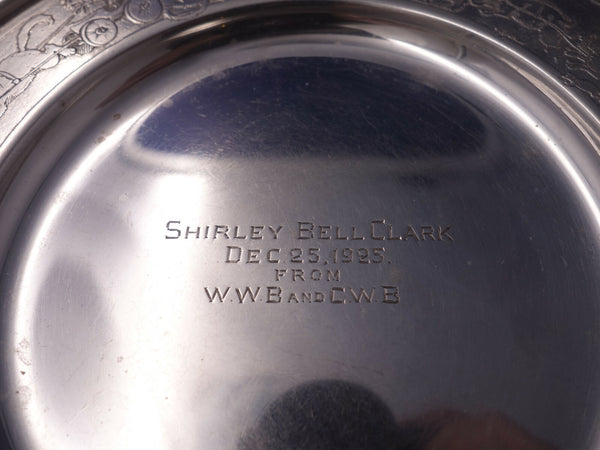 SHIRLEY BELL CLARK
DEC. 25, 1925.
FROM
W.W.B AND C.W.B